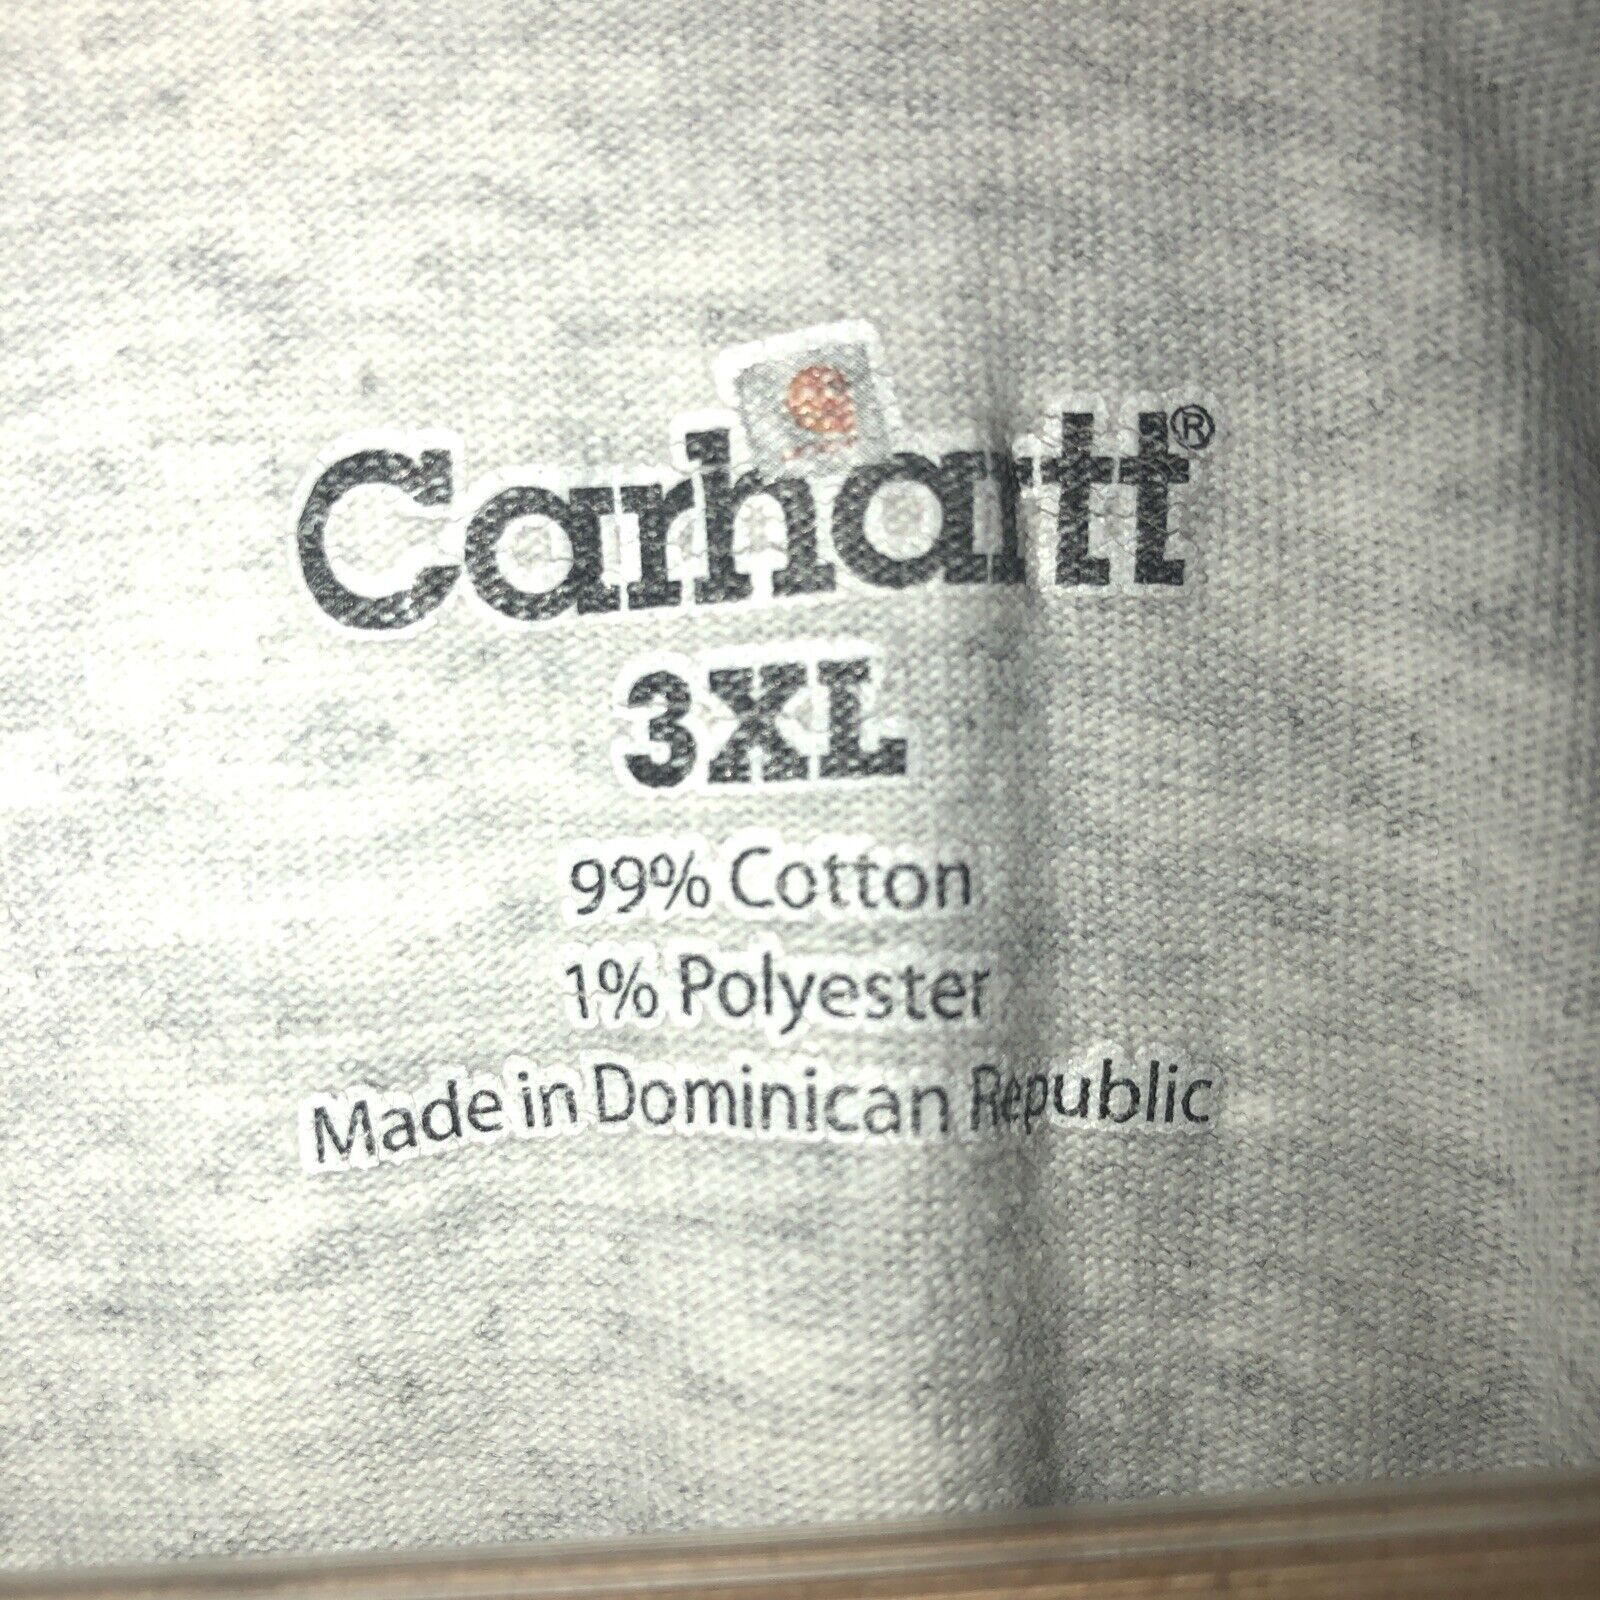 Carhartt®
3XL
99% Cotton
1% Polyester
Made in Dominican Republic